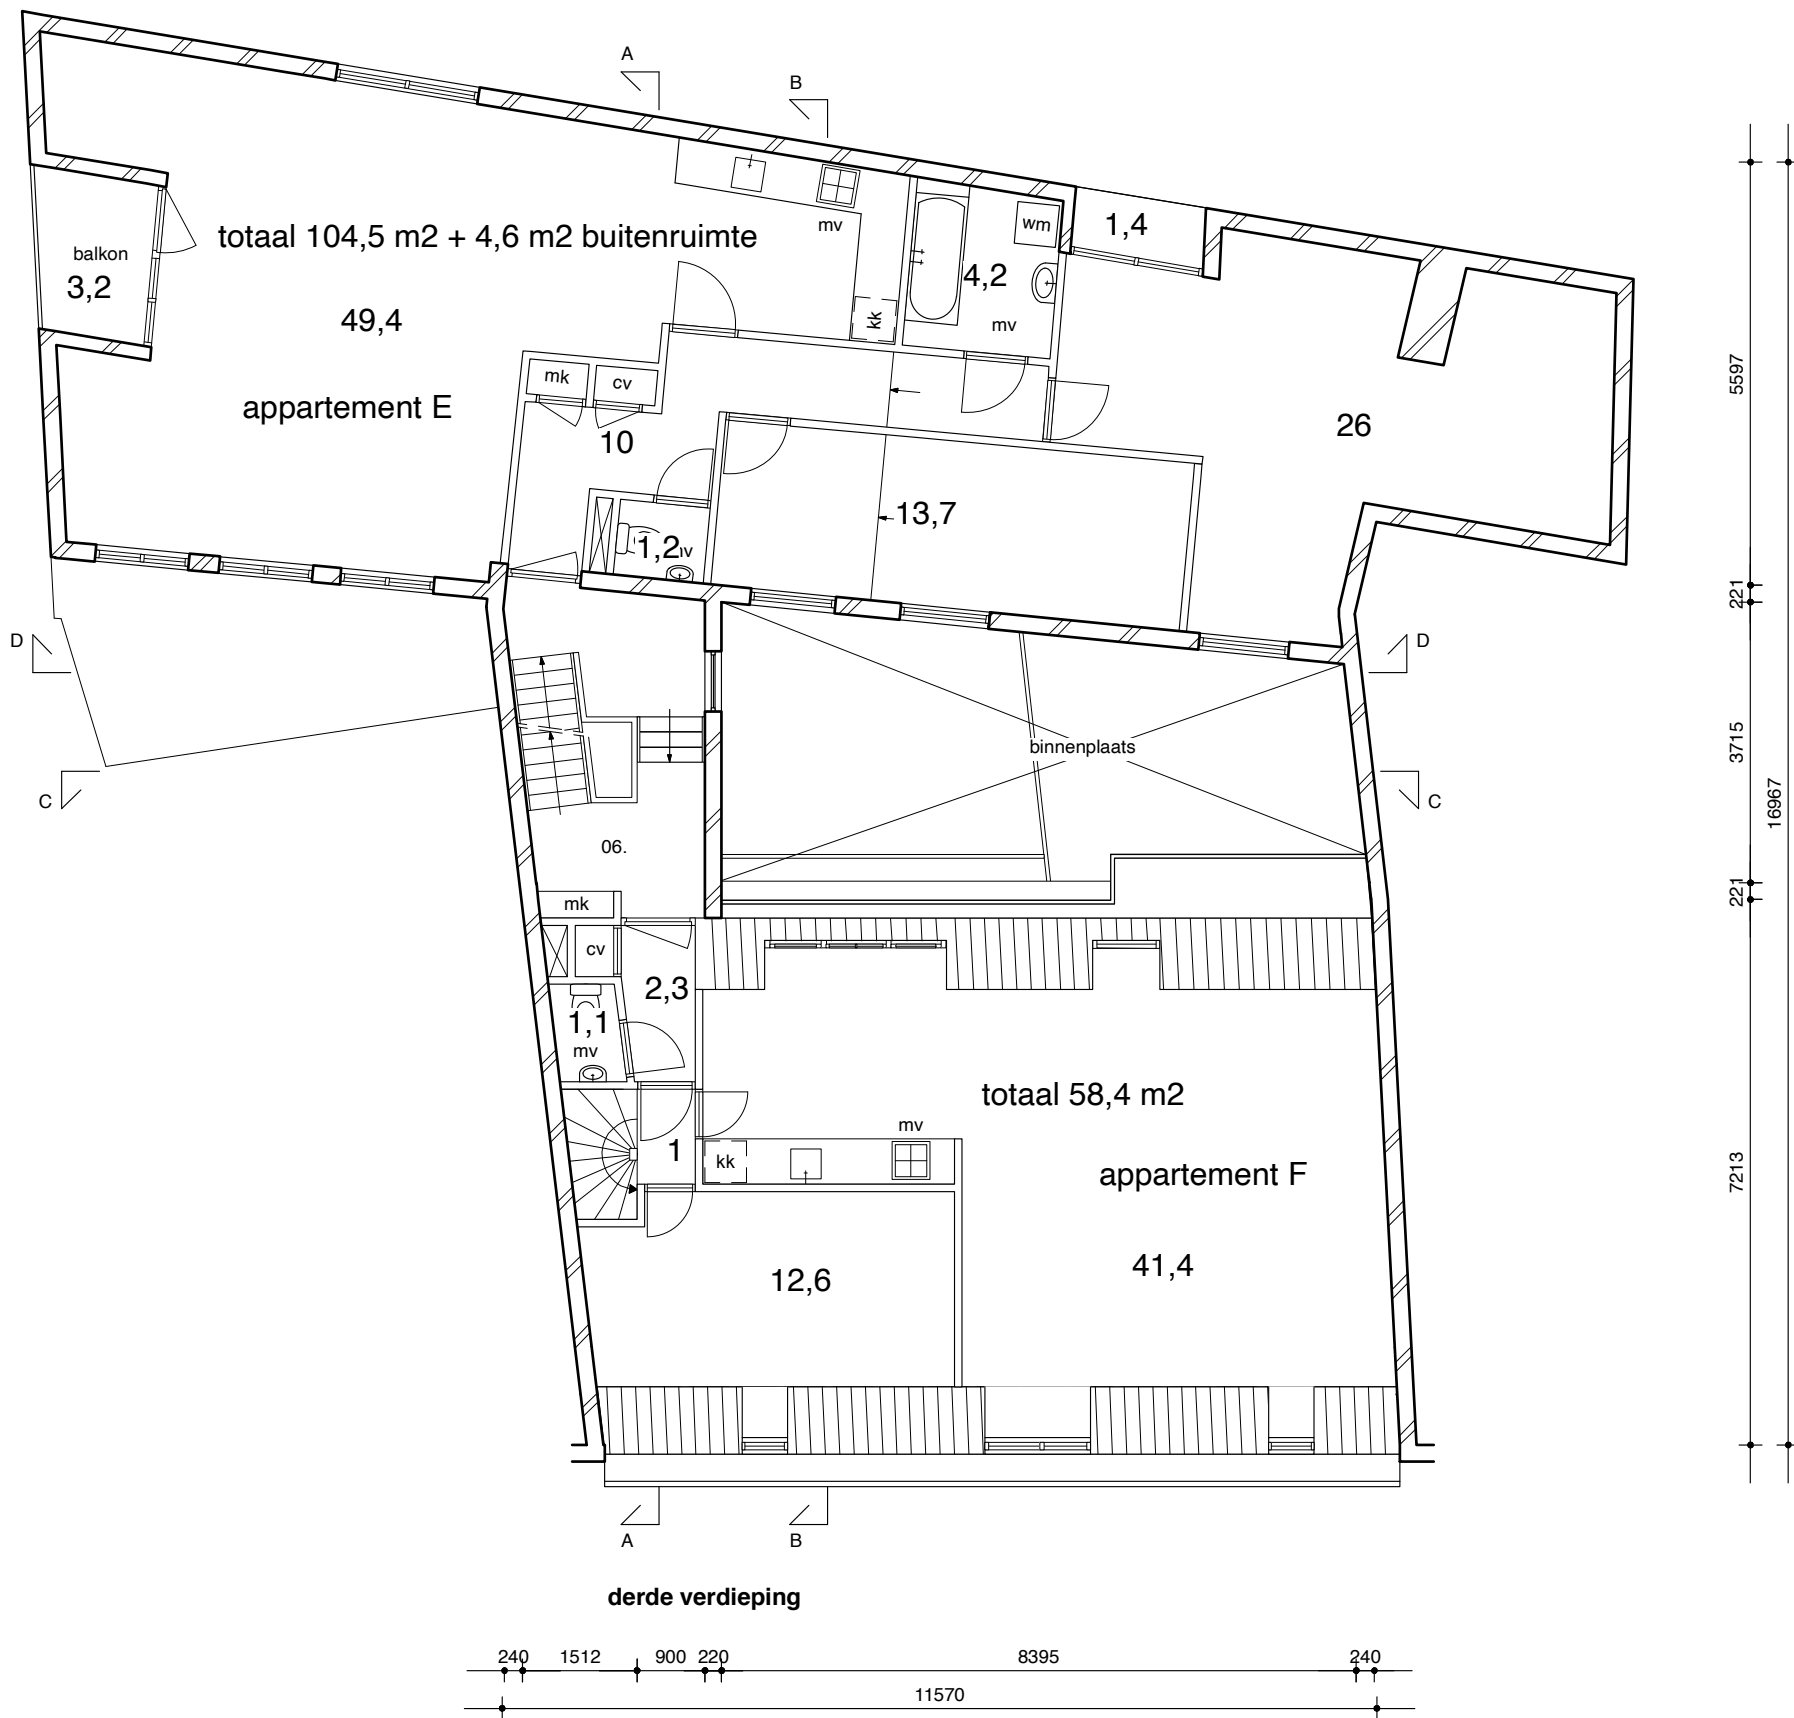 A
B
1,4
wm
mv
totaal 104,5 m2 + 4,6 m2 buitenruimte
balkon
3,2
4,2
49,4
kk
mv
mk
cv
appartement E
10
26
5597
13,7
1,2
221
D
D
binnenplaats
3715
C
C
16967
06.
221
mk
cv
2,3
1,1
mv
totaal 58,4 m2
mv
1
kk
appartement F
7213
41,4
12,6
A
B
derde verdieping
240
1512
900
220
8395
240
11570